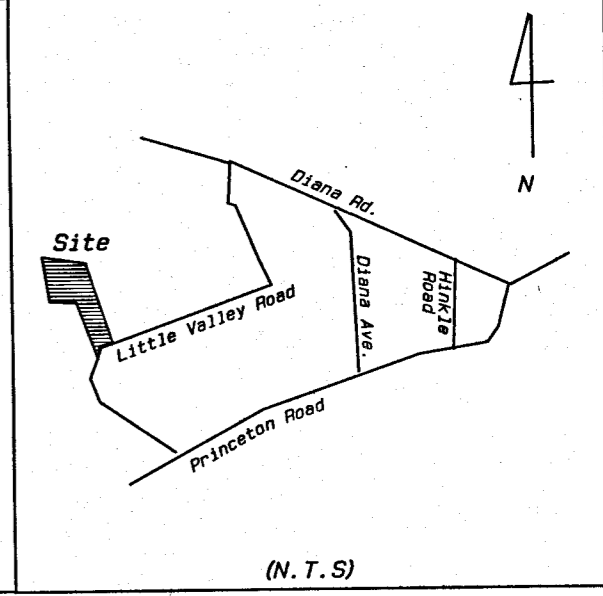 N
Diana Rd.
Site
Hinkle
Road
Diana Ave.
Little Valley Road
Princeton Road
(N.T.S)